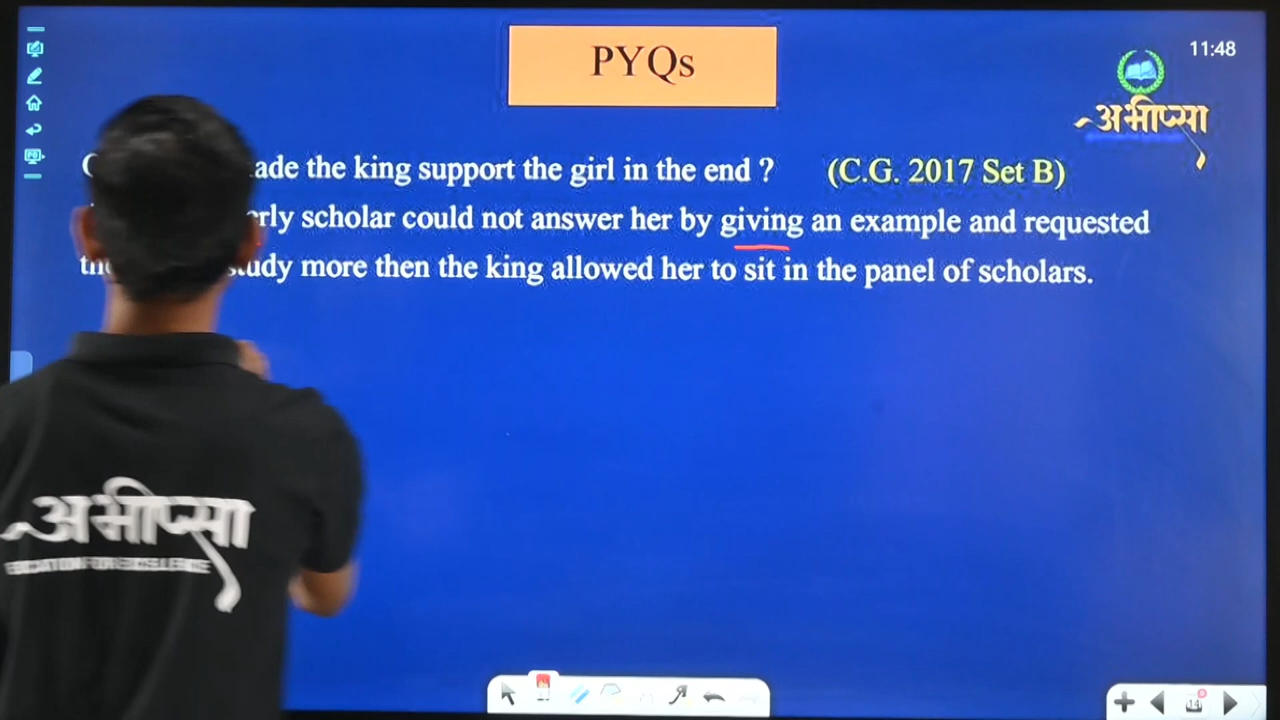 PYQs
11:48
अभीप्सा
ade the king support the girl in the end ? (C.G. 2017 Set B)
erly scholar could not answer her by giving an example and requested
study more then the king allowed her to sit in the panel of scholars.
अभीप्सा